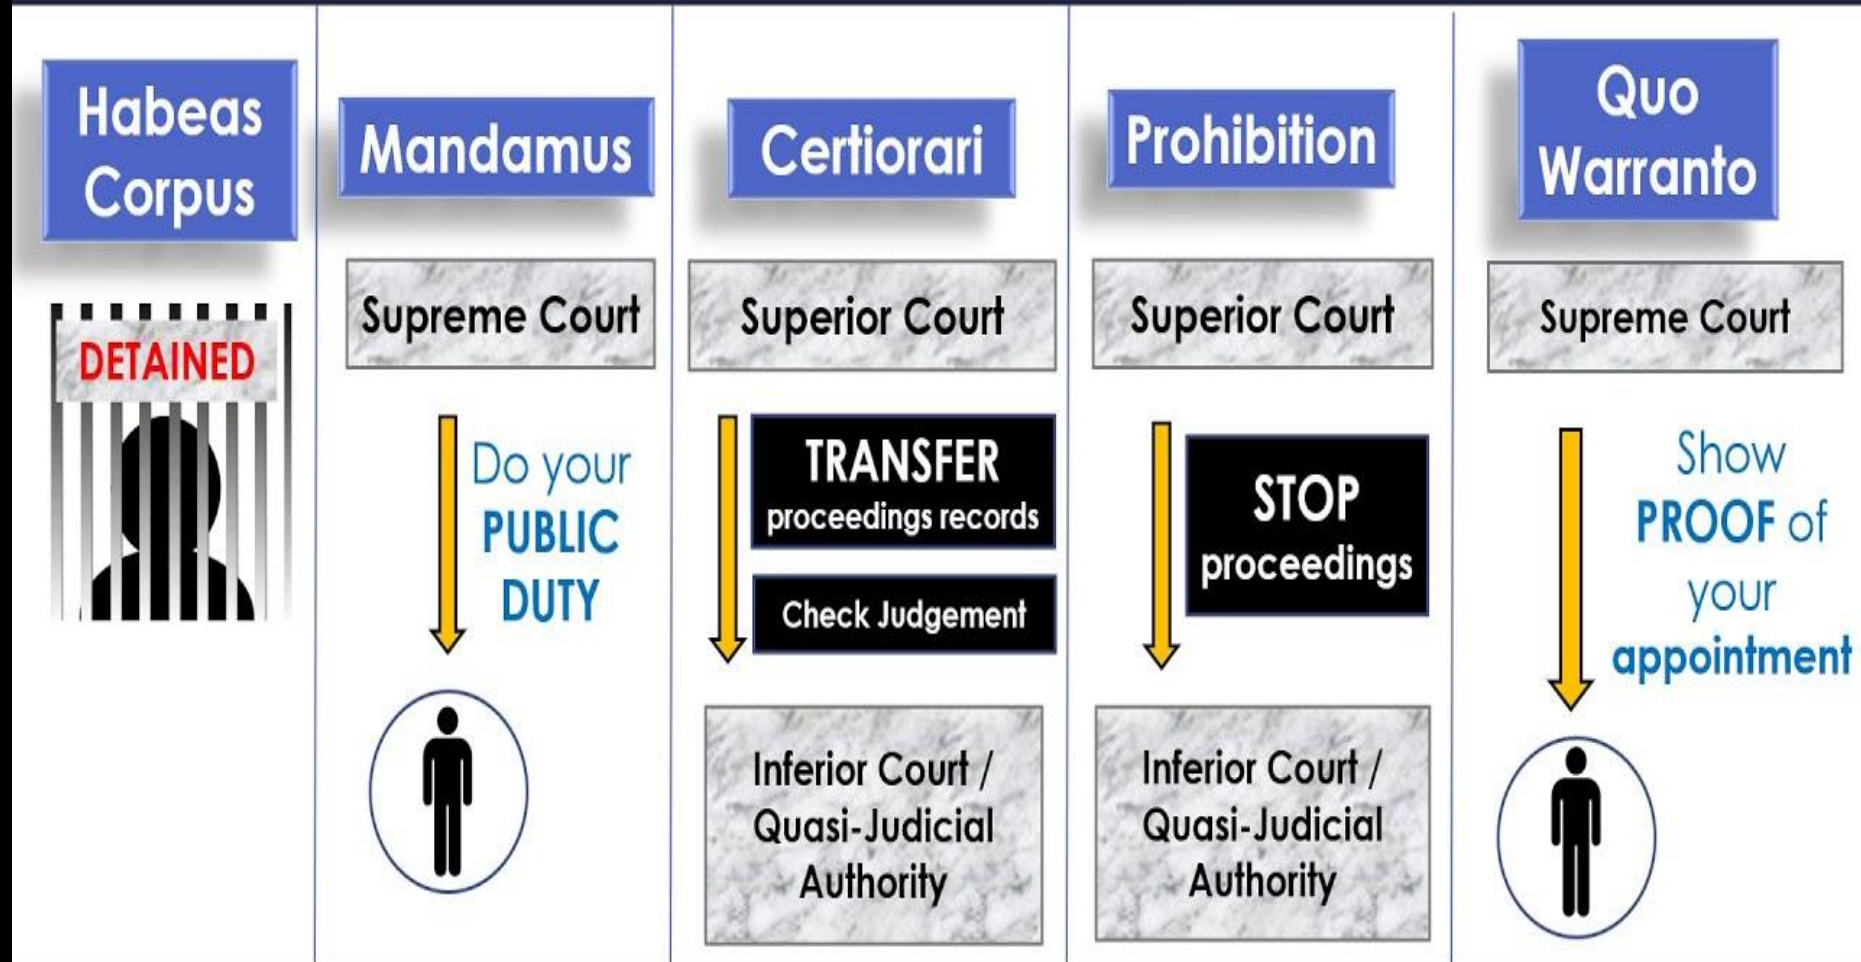 Habeas
Corpus
DETAINED
Mandamus
Supreme Court
Do your
PUBLIC
DUTY
Certiorari
Superior Court
TRANSFER
proceedings records
Check Judgement
Inferior Court /
Quasi-Judicial
Authority
Prohibition
Superior Court
STOP
proceedings
Inferior Court /
Quasi-Judicial
Authority
Quo
Warranto
Supreme Court
Show
PROOF of
your
appointment